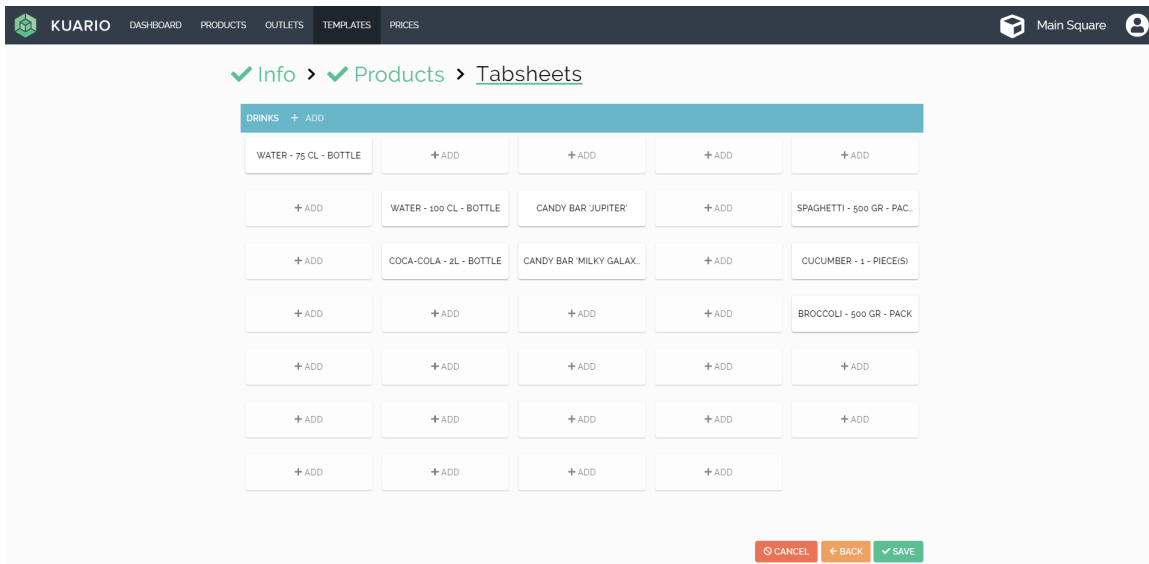 KUARIO DASHBOARD PRODUCTS OUTLETS TEMPLATES PRICES Main Square
Info > Products > Tabsheets
DRINKS + ADD
WATER - 75 CL - BOTTLE + ADD + ADD + ADD + ADD
+ ADD WATER - 100 CL - BOTTLE CANDY BAR 'JUPITER' + ADD SPAGHETTI - 500 GR - PAC...
+ ADD COCA-COLA - 2L - BOTTLE CANDY BAR 'MILKY GALAX... + ADD CUCUMBER - 1 - PIECE(S)
+ ADD + ADD + ADD + ADD BROCCOLI - 500 GR - PACK
+ ADD + ADD + ADD + ADD + ADD
+ ADD + ADD + ADD + ADD + ADD
+ ADD + ADD + ADD + ADD
CANCEL BACK SAVE